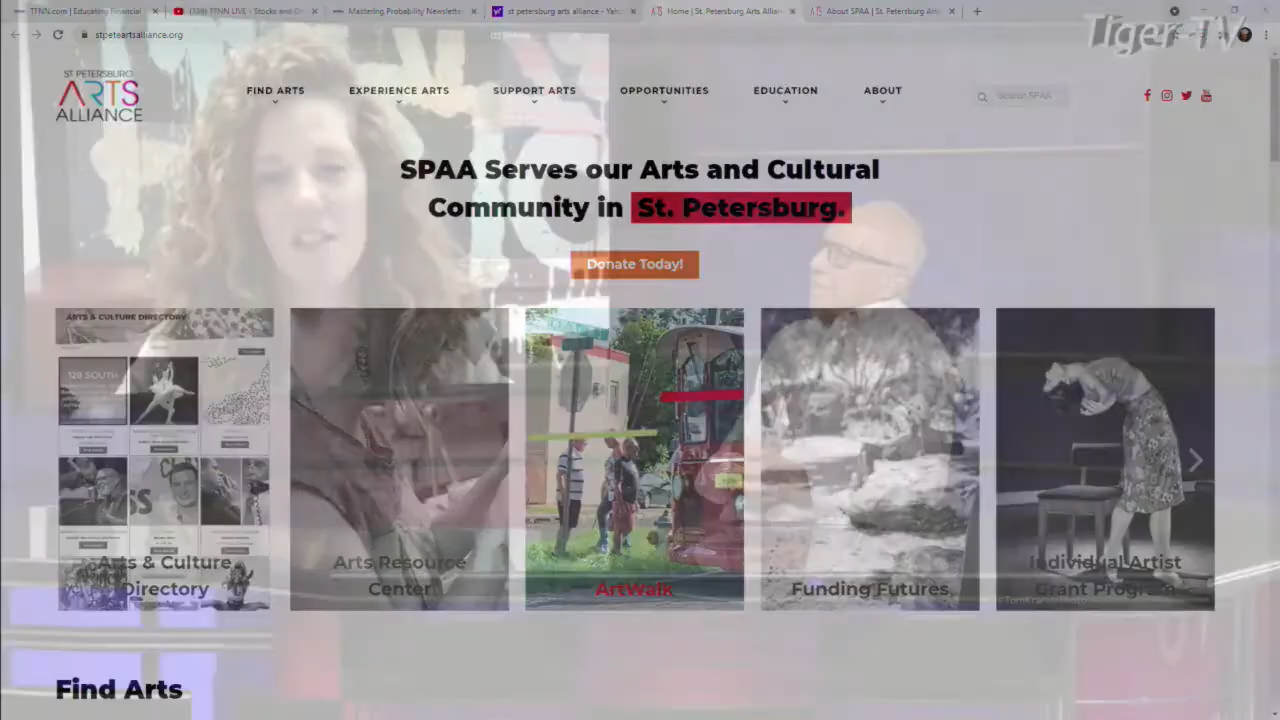 TFNN.com | Educating Financial
(338) TFNN LIVE - Stocks and
Mastering Probability Newslette
st petersburg arts alliance - Yaho
Home | St. Petersburg Arts Allian
About SPAA | St. Petersburg Arts
Tiger TV
stpeteartsalliance.org
ST PETERSBURG
ARTS
ALLIANCE
FIND ARTS
EXPERIENCE ARTS
SUPPORT ARTS
OPPORTUNITIES
EDUCATION
ABOUT
Search SPAA
SPAA Serves our Arts and Cultural
Community in St. Petersburg.
Donate Today!
ARTS & CULTURE DIRECTORY
128 SOUTH
Arts & Culture
Directory
Arts Resource
Center
ArtWalk
Funding Futures
Individual Artist
Grant Program
Find Arts